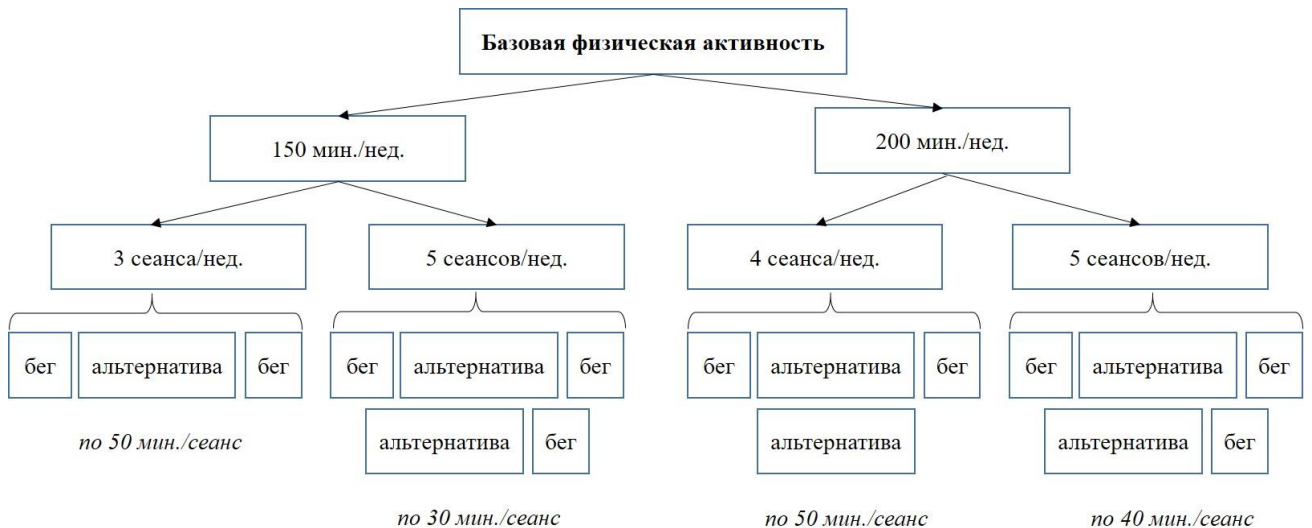 Базовая физическая активность
150 мин./нед.
200 мин./нед.
3 сеанса/нед.
5 сеансов/нед.
4 сеанса/нед.
5 сеансов/нед.
бег альтернатива бег
бег альтернатива бег
бег альтернатива бег
бег альтернатива бег
по 50 мин./сеанс
альтернатива бег
альтернатива
альтернатива бег
по 30 мин./сеанс
по 50 мин./сеанс
по 40 мин./сеанс